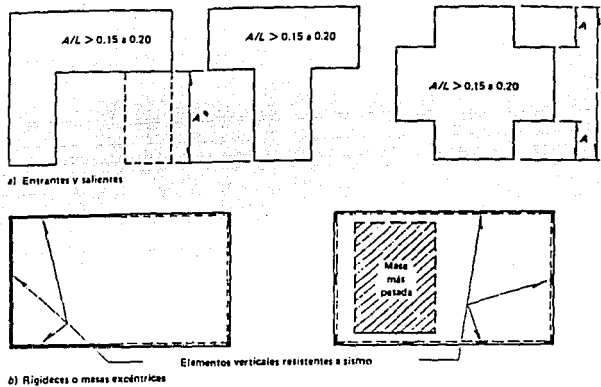 A/L > 0.15 a 0.20
A/L > 0.15 a 0.20
A/L > 0.15 a 0.20
A
A
A
a) Entrantes y salientes
Masa
más
pesada
Elementos verticales resistentes a sismo
b) Rigideces o masas excéntricas